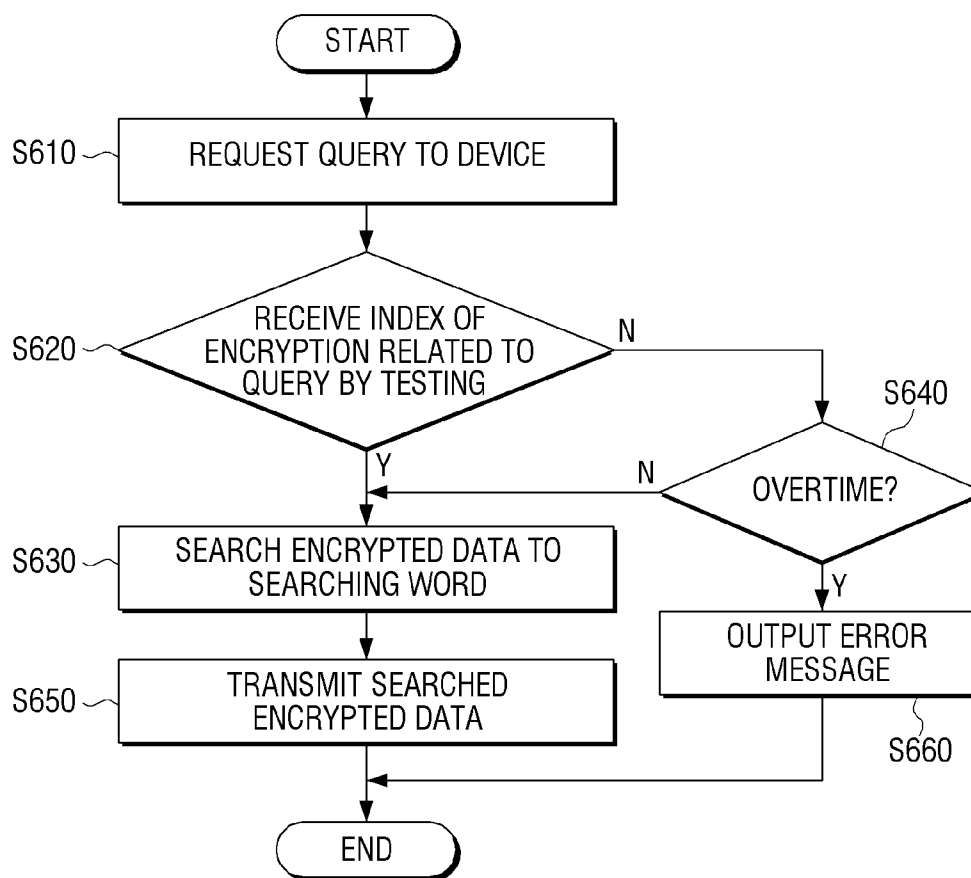 START
S610
REQUEST QUERY TO DEVICE
S620
RECEIVE INDEX OF
ENCRYPTION RELATED TO
QUERY BY TESTING
N
Y
S640
OVERTIME?
N
Y
S630
SEARCH ENCRYPTED DATA TO
SEARCHING WORD
OUTPUT ERROR
MESSAGE
S660
S650
TRANSMIT SEARCHED
ENCRYPTED DATA
END